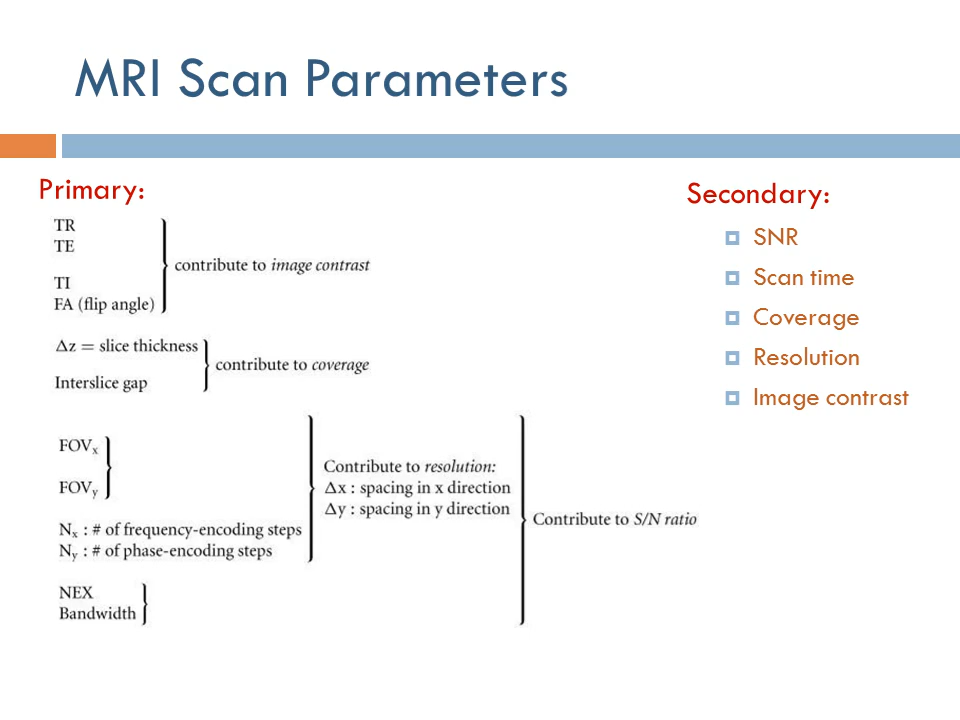 MRI Scan Parameters
Primary:
TR
TE
TI
FA (flip angle)
contribute to image contrast
Δz = slice thickness
Interslice gap
contribute to coverage
FOVx
FOVy
Nx : # of frequency-encoding steps
Ny : # of phase-encoding steps
Contribute to resolution:
Δx : spacing in x direction
Δy : spacing in y direction
NEX
Bandwidth
Contribute to S/N ratio
Secondary:
SNR
Scan time
Coverage
Resolution
Image contrast